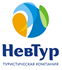 НевТур
ТУРИСТИЧЕСКАЯ КОМПАНИЯ